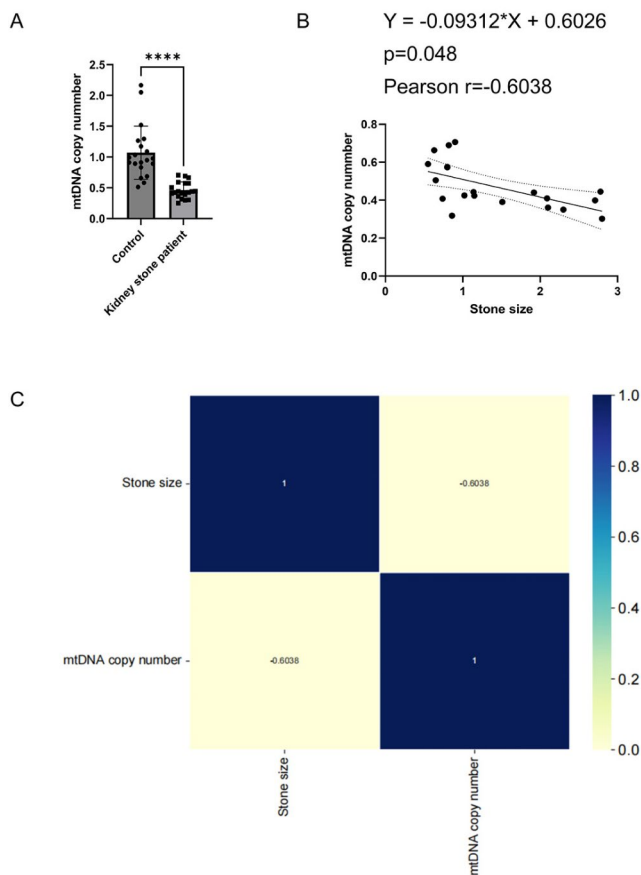 A
****
mtDNA copy nummber
2.5
2.0
1.5
1.0
0.5
0.0
Control
Kidney stone patient
B
Y = -0.09312*X + 0.6026
p=0.048
Pearson r=-0.6038
mtDNA copy nummber
0.8
0.6
0.4
0.2
0.0
1
2
3
Stone size
C
Stone size
mtDNA copy number
1
-0.6038
-0.6038
1
Stone size
mtDNA copy number
1.0
0.8
0.6
0.4
0.2
0.0